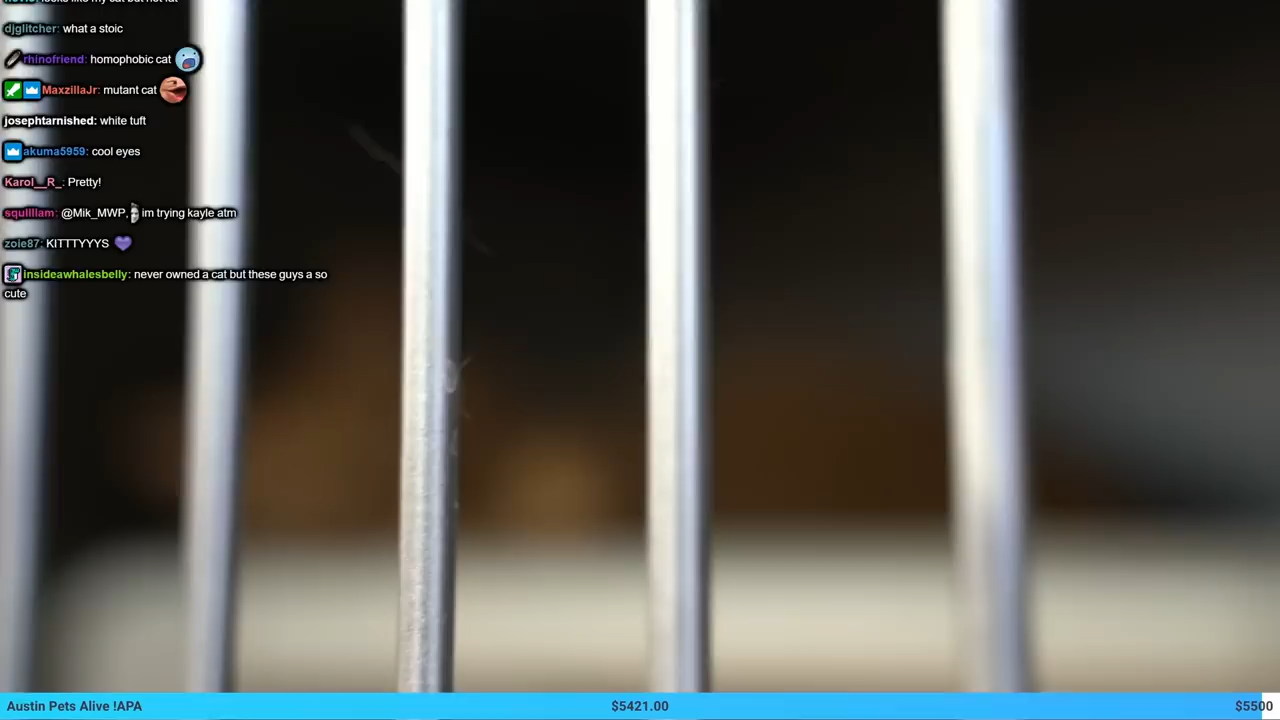 djglitcher: what a stoic
rhinofriend: homophobic cat
MaxzillaJr: mutant cat
josephtarnished: white tuft
akuma5959: cool eyes
Karol__R_: Pretty!
squilliam: @Mik_MWP, im trying kayle atm
zoie87: KITTTYYYS
insideawhalesbelly: never owned a cat but these guys a so
cute
Austin Pets Alive !APA $5421.00 $5500